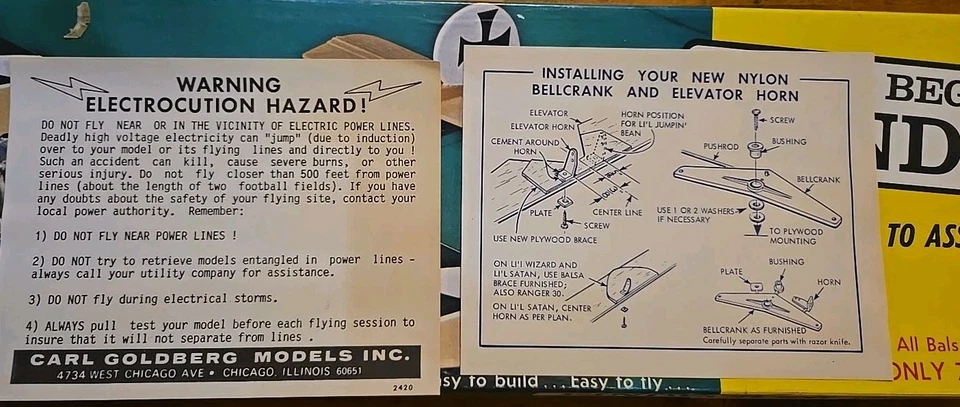 WARNING
ELECTROCUTION HAZARD!
DO NOT FLY NEAR OR IN THE VICINITY OF ELECTRIC POWER LINES.
Deadly high voltage electricity can "jump" (due to induction)
over to your model or its flying lines and directly to you !
Such an accident can kill, cause severe burns, or other
serious injury. Do not fly closer than 500 feet from power
lines (about the length of two football fields). If you have
any doubts about the safety of your flying site, contact your
local power authority. Remember:
1) DO NOT FLY NEAR POWER LINES !
2) DO NOT try to retrieve models entangled in power lines -
always call your utility company for assistance.
3) DO NOT fly during electrical storms.
4) ALWAYS pull test your model before each flying session to
insure that it will not separate from lines .
CARL GOLDBERG MODELS INC.
4734 WEST CHICAGO AVE • CHICAGO, ILLINOIS 60651
2420
INSTALLING YOUR NEW NYLON
BELLCRANK AND ELEVATOR HORN
ELEVATOR
ELEVATOR HORN
CEMENT AROUND
HORN
HORN POSITION
FOR LI'L JUMPIN'
BEAN
PLATE
CENTER LINE
SCREW
USE NEW PLYWOOD BRACE
SCREW
BUSHING
PUSHROD
BELLCRANK
USE 1 OR 2 WASHERS
IF NECESSARY
TO PLYWOOD
MOUNTING
ON LI'l WIZARD AND
LI'L SATAN, USE BALSA
BRACE FURNISHED;
ALSO RANGER 30.
ON LI'L SATAN, CENTER
HORN AS PER PLAN.
BUSHING
PLATE
HORN
BELLCRANK AS FURNISHED
Carefully separate parts with razor knife.
BEG
ND
TO ASS
All Bals
ONLY 7
sy to build . . . Easy to fly . . .